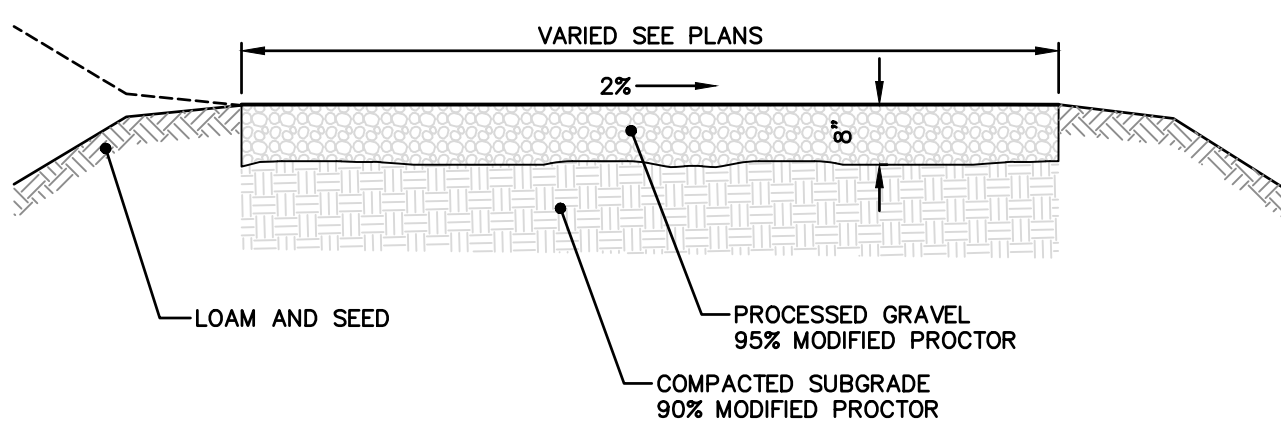 VARIED SEE PLANS
2%
8"
LOAM AND SEED
PROCESSED GRAVEL
95% MODIFIED PROCTOR
COMPACTED SUBGRADE
90% MODIFIED PROCTOR